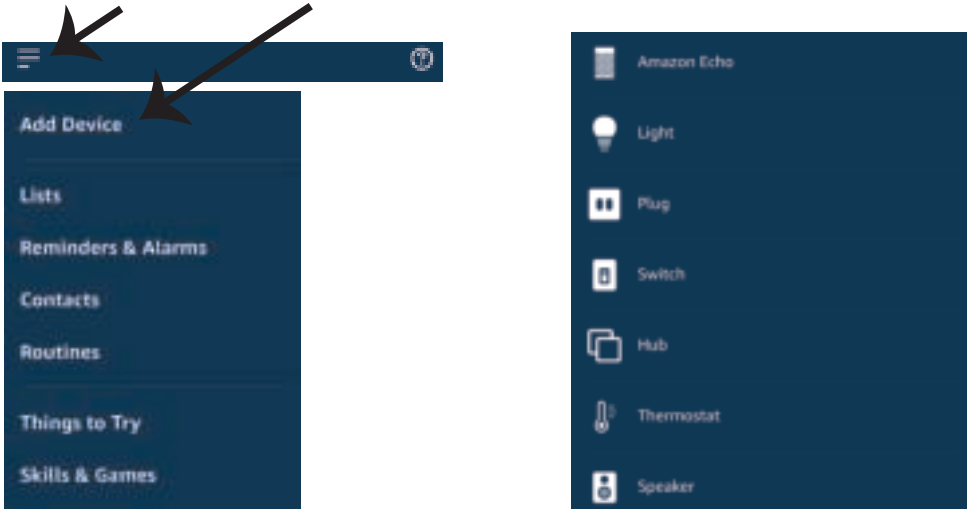 Add Device
Lists
Reminders & Alarms
Contacts
Routines
Things to Try
Skills & Games
Amazon Echo
Light
Plug
Switch
Hub
Thermostat
Speaker